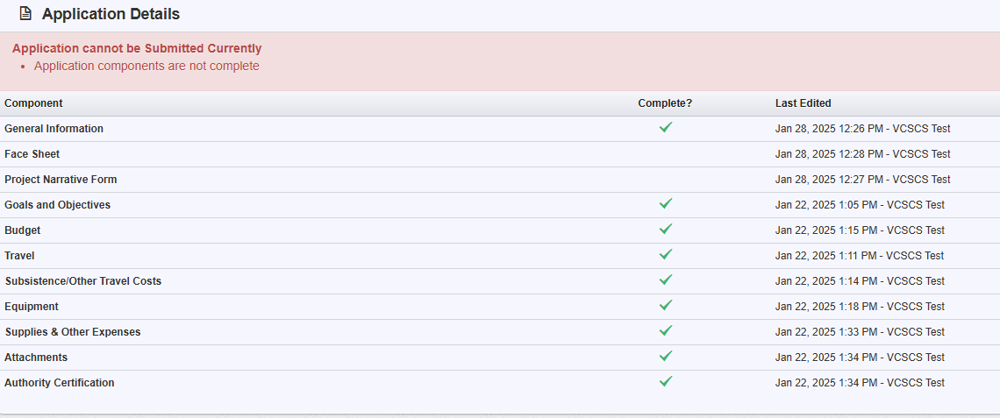 Application Details
Application cannot be Submitted Currently
• Application components are not complete
Component Complete? Last Edited
General Information Jan 28, 2025 12:26 PM - VCSCS Test
Face Sheet Jan 28, 2025 12:28 PM - VCSCS Test
Project Narrative Form Jan 28, 2025 12:27 PM - VCSCS Test
Goals and Objectives Jan 22, 2025 1:05 PM - VCSCS Test
Budget Jan 22, 2025 1:15 PM - VCSCS Test
Travel Jan 22, 2025 1:11 PM - VCSCS Test
Subsistence/Other Travel Costs Jan 22, 2025 1:14 PM - VCSCS Test
Equipment Jan 22, 2025 1:18 PM - VCSCS Test
Supplies & Other Expenses Jan 22, 2025 1:33 PM - VCSCS Test
Attachments Jan 22, 2025 1:34 PM - VCSCS Test
Authority Certification Jan 22, 2025 1:34 PM - VCSCS Test